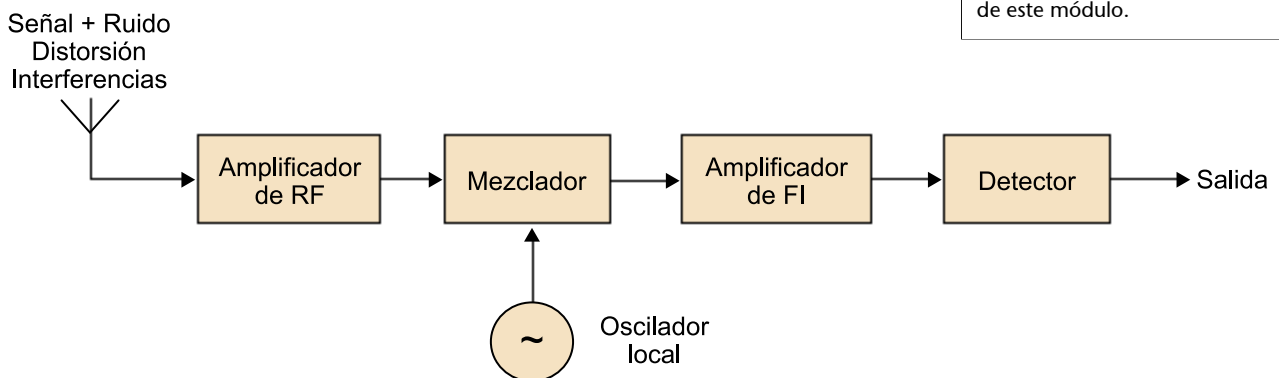 de este módulo.
Señal + Ruido
Distorsión
Interferencias
Amplificador
de RF
Mezclador
Amplificador
de FI
Detector
Salida
~
Oscilador
local